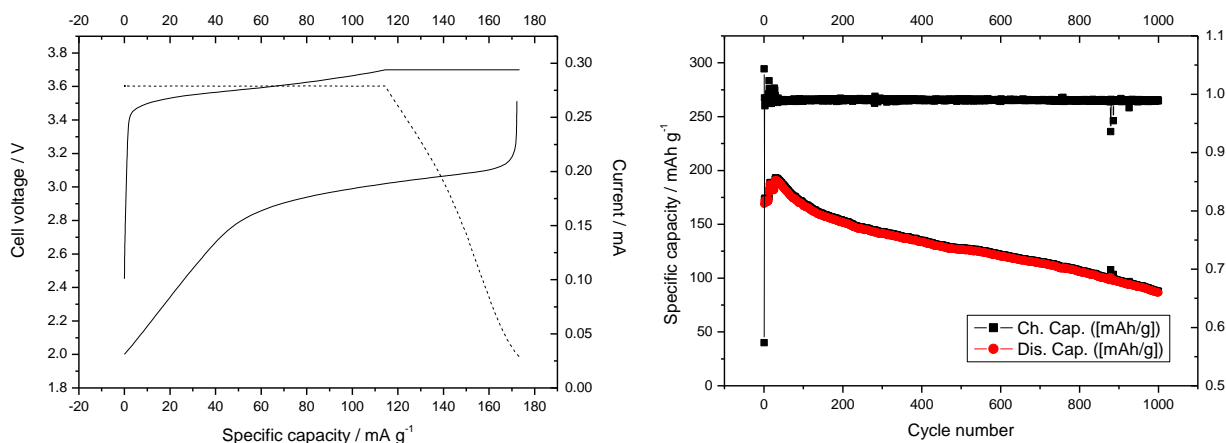 -20 0 20 40 60 80 100 120 140 160 180
3.8
3.6
3.4
3.2
3.0
2.8
2.6
2.4
2.2
2.0
1.8
Cell voltage / V
0.30
0.25
0.20
0.15
0.10
0.05
0.00
Current / mA
-20 0 20 40 60 80 100 120 140 160 180
Specific capacity / mA g⁻¹
0 200 400 600 800 1000
300
250
200
150
100
50
0
Specific capacity / mAh g⁻¹
1.1
1.0
0.9
0.8
0.7
0.6
0.5
Ch. Cap. ([mAh/g])
Dis. Cap. ([mAh/g])
0 200 400 600 800 1000
Cycle number